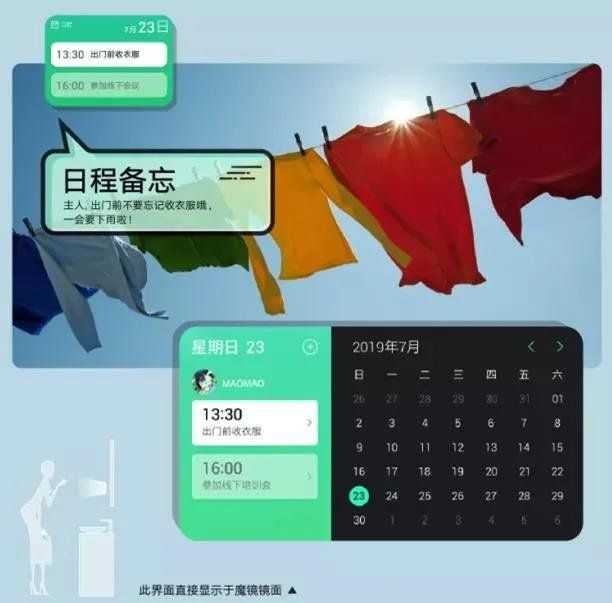 日程
7月23日
13:30 出门前收衣服
16:00 参加线下会议
日程备忘
主人, 出门前不要忘记收衣服哦，
一会要下雨啦！
星期日 23
MAOMAO
13:30
出门前收衣服
16:00
参加线下培训会
2019年7月
日 一 二 三 四 五 六
26 27 28 29 30 31 01
2 3 4 5 6 7 8
9 10 11 12 13 14 15
16 17 18 19 20 21 22
23 24 25 26 27 28 29
30 1 2 3 4 5 6
此界面直接显示于魔镜镜面 ▲